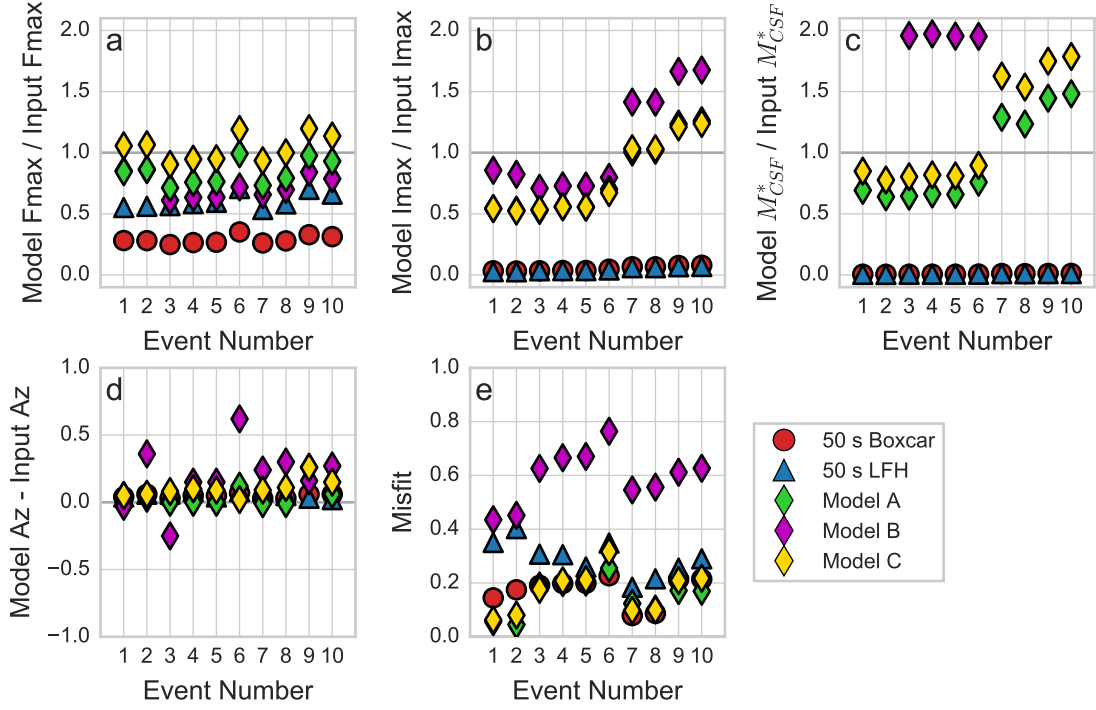 a
2.0
1.5
1.0
0.5
0.0
Model Fmax / Input Fmax
1 2 3 4 5 6 7 8 9 10
Event Number
b
2.0
1.5
1.0
0.5
0.0
Model Imax / Input Imax
1 2 3 4 5 6 7 8 9 10
Event Number
c
2.0
1.5
1.0
0.5
0.0
Model M*CSF / Input M*CSF
1 2 3 4 5 6 7 8 9 10
Event Number
d
1.0
0.5
0.0
−0.5
−1.0
Model Az - Input Az
1 2 3 4 5 6 7 8 9 10
Event Number
e
1.0
0.8
0.6
0.4
0.2
0.0
Misfit
1 2 3 4 5 6 7 8 9 10
Event Number
50 s Boxcar
50 s LFH
Model A
Model B
Model C